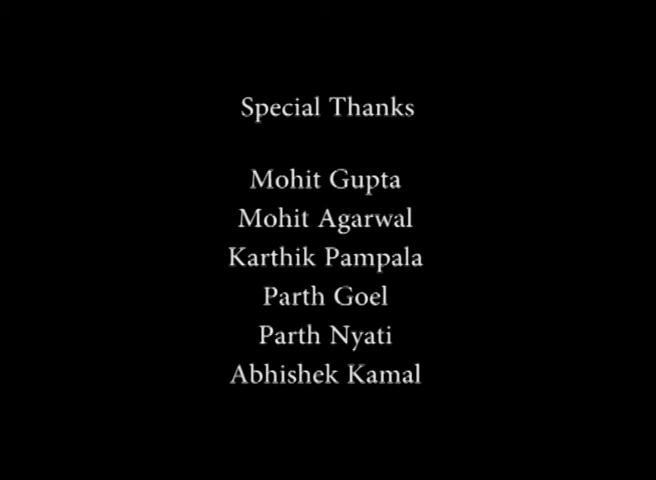 Special Thanks
Mohit Gupta
Mohit Agarwal
Karthik Pampala
Parth Goel
Parth Nyati
Abhishek Kamal